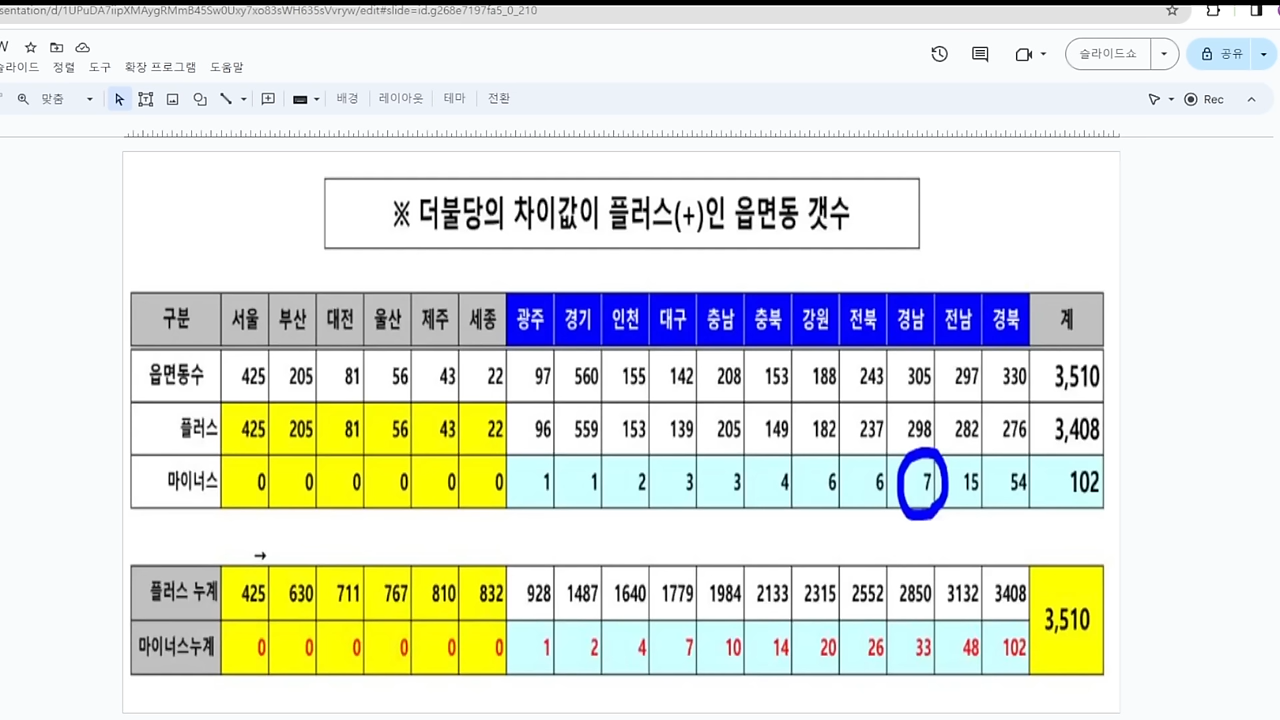 sentation/d/1UPuDA7iipXMAygRMmB45Sw0Uxy7xo83sWH635sVvryw/edit#slide=id.g268e7197fa5_0_210
슬라이드 정렬 도구 확장 프로그램 도움말
슬라이드쇼 공유
맞춤 배경 레이아웃 테마 전환 Rec
※ 더불당의 차이값이 플러스(+)인 읍면동 갯수
구분 서울 부산 대전 울산 제주 세종 광주 경기 인천 대구 충남 충북 강원 전북 경남 전남 경북 계
읍면동수 425 205 81 56 43 22 97 560 155 142 208 153 188 243 305 297 330 3,510
플러스 425 205 81 56 43 22 96 559 153 139 205 149 182 237 298 282 276 3,408
마이너스 0 0 0 0 0 0 1 1 2 3 3 4 6 6 7 15 54 102
→
플러스 누계 425 630 711 767 810 832 928 1487 1640 1779 1984 2133 2315 2552 2850 3132 3408 3,510
마이너스누계 0 0 0 0 0 0 1 2 4 7 10 14 20 26 33 48 102